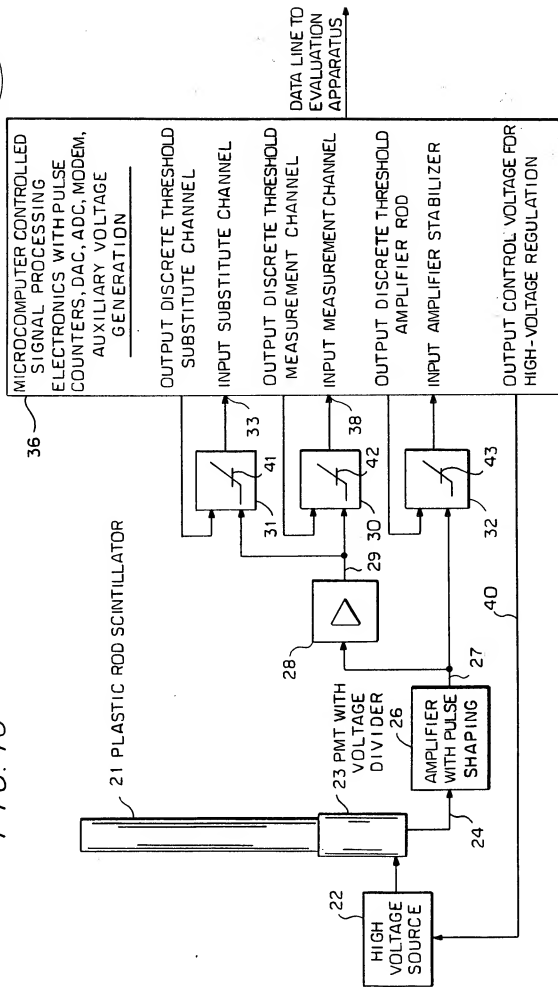 36
MICROCOMPUTER CONTROLLED
SIGNAL PROCESSING
ELECTRONICS WITH PULSE
COUNTERS, DAC, ADC, MODEM,
AUXILIARY VOLTAGE
GENERATION
OUTPUT DISCRETE THRESHOLD
SUBSTITUTE CHANNEL
INPUT SUBSTITUTE CHANNEL
OUTPUT DISCRETE THRESHOLD
MEASUREMENT CHANNEL
INPUT MEASUREMENT CHANNEL
OUTPUT DISCRETE THRESHOLD
AMPLIFIER ROD
INPUT AMPLIFIER STABILIZER
OUTPUT CONTROL VOLTAGE FOR
HIGH-VOLTAGE REGULATION
DATA LINE TO
EVALUATION
APPARATUS
33
41
31
38
42
30
43
32
29
28
40
27
21 PLASTIC ROD SCINTILLATOR
23 PMT WITH
VOLTAGE
DIVIDER
26
AMPLIFIER
WITH PULSE
SHAPING
24
22
HIGH
VOLTAGE
SOURCE